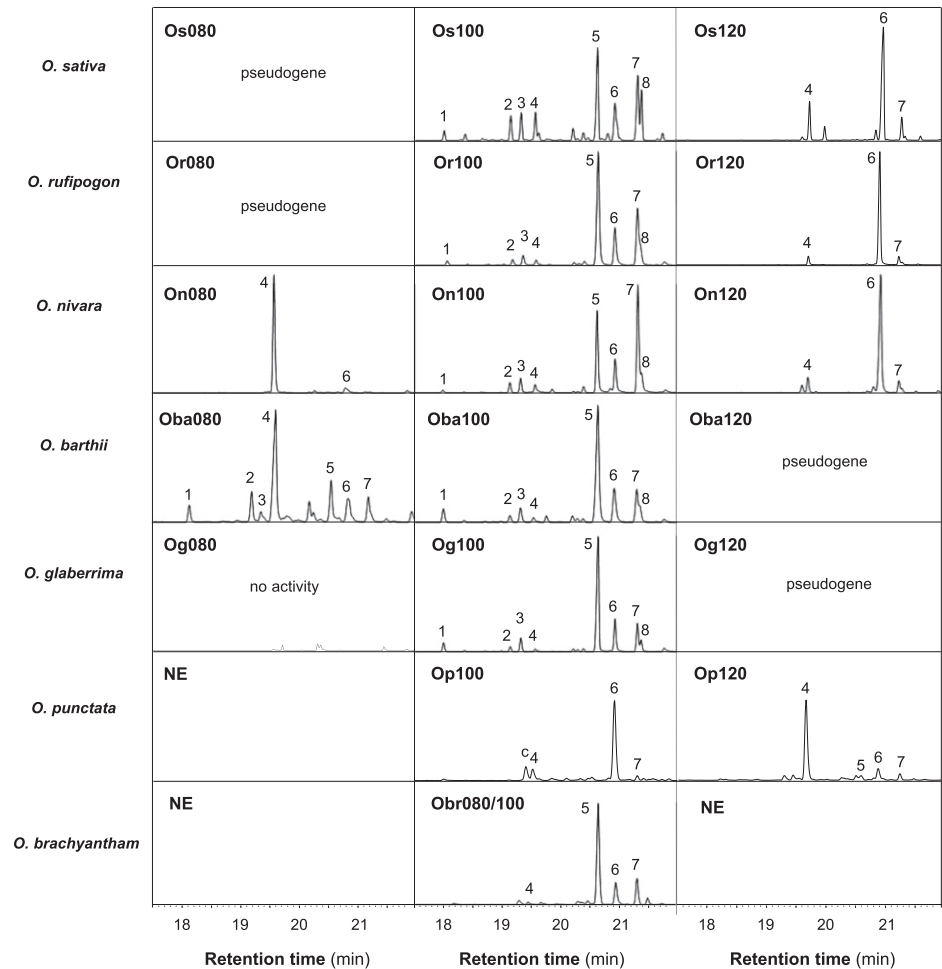 Os080 Os100 Os120
O. sativa pseudogene
1 2 3 4 5 6 7 8
4 6 7
Or080 Or100 Or120
O. rufipogon pseudogene
1 2 3 4 5 6 7 8
4 6 7
On080 On100 On120
O. nivara
4 6
1 2 3 4 5 6 7 8
4 6 7
Oba080 Oba100 Oba120
O. barthii pseudogene
1 2 3 4 5 6 7
1 2 3 4 5 6 7 8
Og080 Og100 Og120
O. glaberrima no activity pseudogene
1 2 3 4 5 6 7 8
NE Op100 Op120
O. punctata
c 4 6 7
4 5 6 7
NE Obr080/100 NE
O. brachyantham
4 5 6 7
18 19 20 21 18 19 20 21 18 19 20 21
Retention time (min) Retention time (min) Retention time (min)